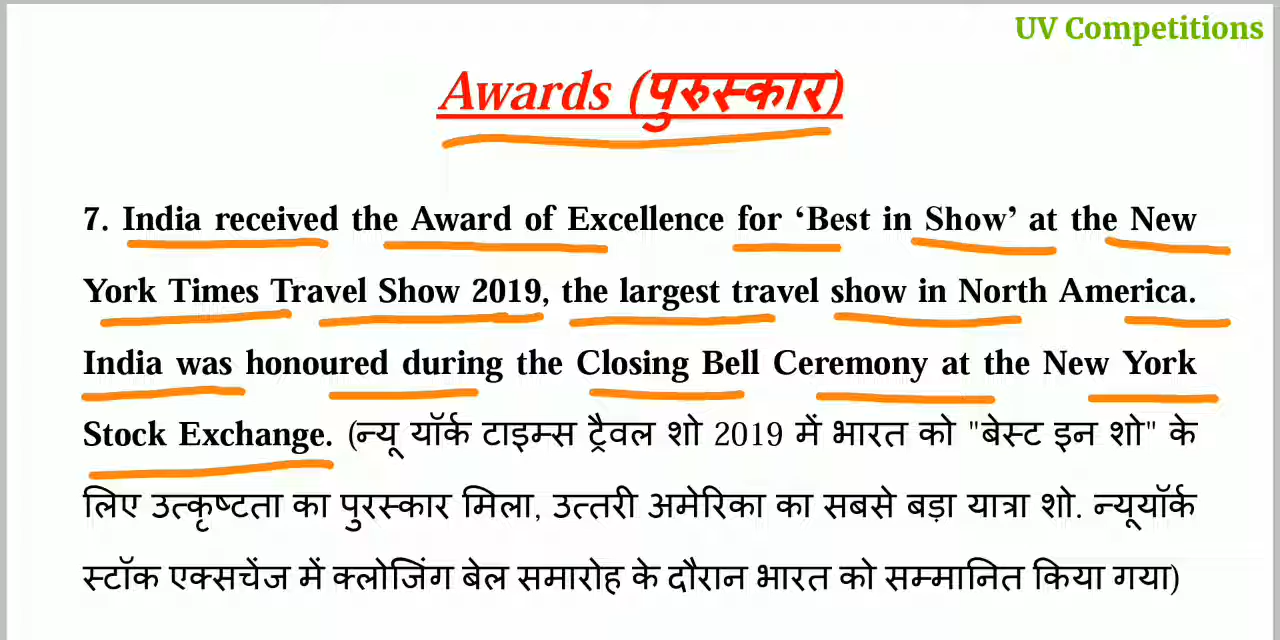 UV Competitions
Awards (पुरुस्कार)
7. India received the Award of Excellence for ‘Best in Show’ at the New
York Times Travel Show 2019, the largest travel show in North America.
India was honoured during the Closing Bell Ceremony at the New York
Stock Exchange. (न्यू यॉर्क टाइम्स ट्रैवल शो 2019 में भारत को "बेस्ट इन शो" के
लिए उत्कृष्टता का पुरस्कार मिला, उत्तरी अमेरिका का सबसे बड़ा यात्रा शो. न्यूयॉर्क
स्टॉक एक्सचेंज में क्लोजिंग बेल समारोह के दौरान भारत को सम्मानित किया गया)